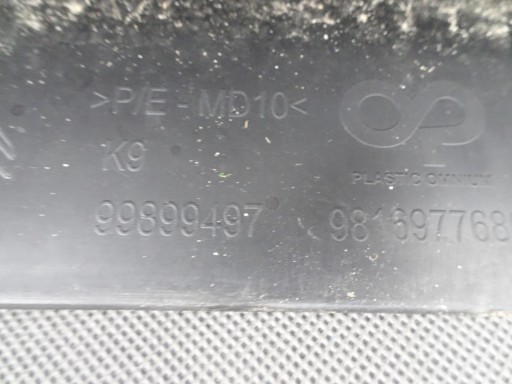 >P/E - MD10<
K9
PLASTIC OMNIUM
99899497